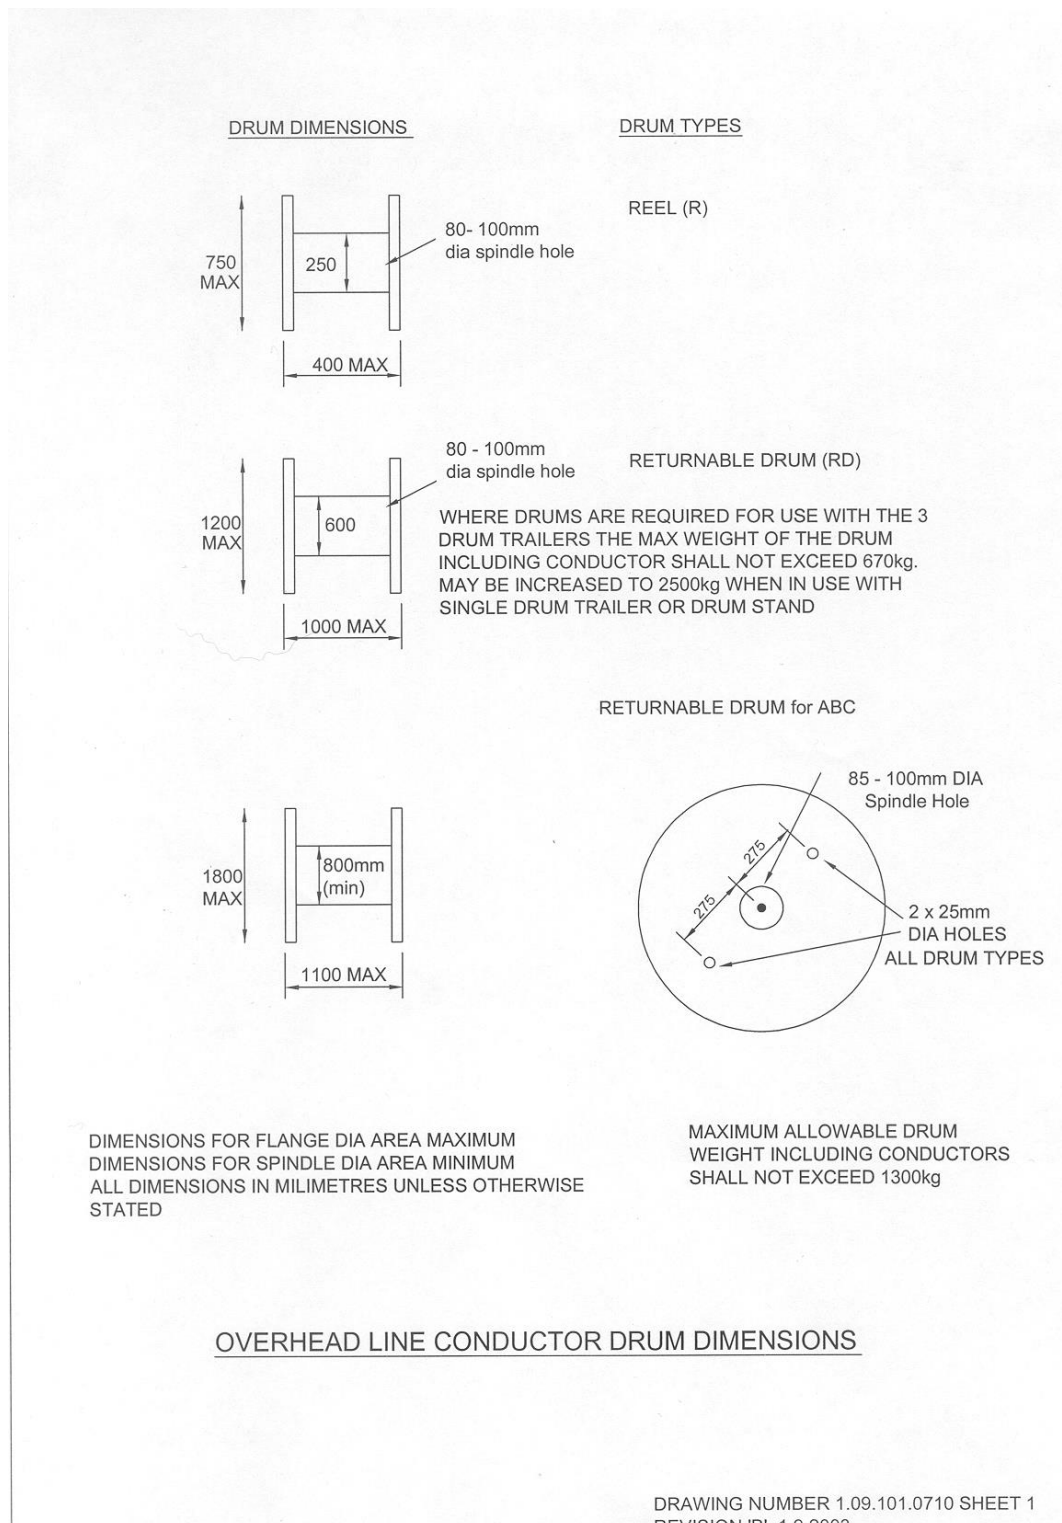 DRUM DIMENSIONS
DRUM TYPES
REEL (R)
80- 100mm
dia spindle hole
750
MAX
250
400 MAX
80 - 100mm
dia spindle hole
RETURNABLE DRUM (RD)
1200
MAX
600
WHERE DRUMS ARE REQUIRED FOR USE WITH THE 3
DRUM TRAILERS THE MAX WEIGHT OF THE DRUM
INCLUDING CONDUCTOR SHALL NOT EXCEED 670kg.
MAY BE INCREASED TO 2500kg WHEN IN USE WITH
SINGLE DRUM TRAILER OR DRUM STAND
1000 MAX
RETURNABLE DRUM for ABC
85 - 100mm DIA
Spindle Hole
275
275
1800
MAX
800mm
(min)
2 x 25mm
DIA HOLES
ALL DRUM TYPES
1100 MAX
DIMENSIONS FOR FLANGE DIA AREA MAXIMUM
DIMENSIONS FOR SPINDLE DIA AREA MINIMUM
ALL DIMENSIONS IN MILIMETRES UNLESS OTHERWISE
STATED
MAXIMUM ALLOWABLE DRUM
WEIGHT INCLUDING CONDUCTORS
SHALL NOT EXCEED 1300kg
OVERHEAD LINE CONDUCTOR DRUM DIMENSIONS
DRAWING NUMBER 1.09.101.0710 SHEET 1